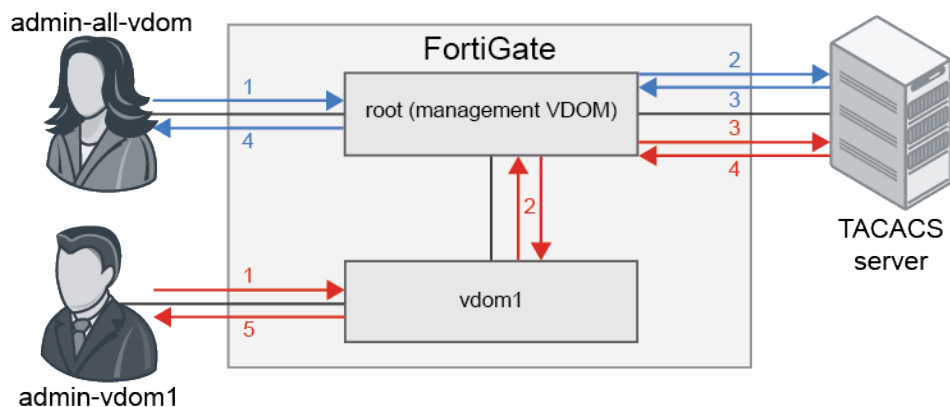 admin-all-vdom
FortiGate
1
root (management VDOM)
2
3
4
3
4
2
TACACS
server
1
vdom1
5
admin-vdom1